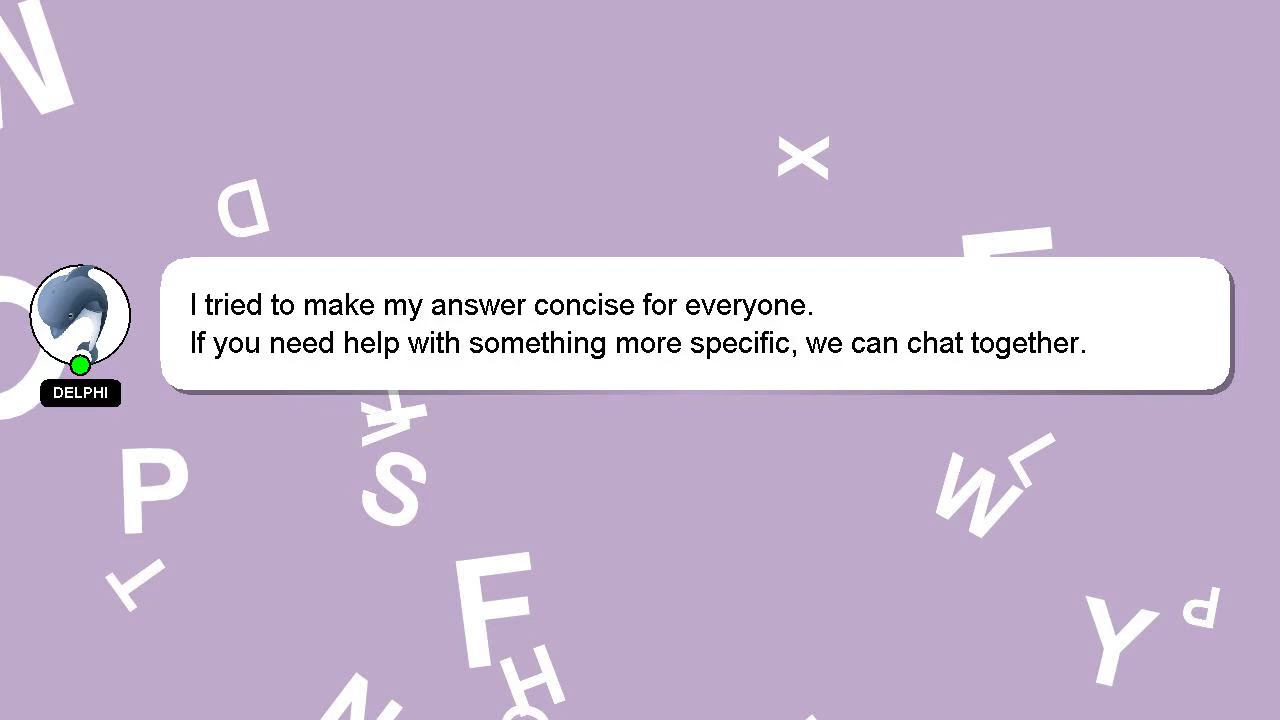 N
D
X
I tried to make my answer concise for everyone.
If you need help with something more specific, we can chat together.
DELPHI
P
S
W
L
T
F
H
Y
P
N